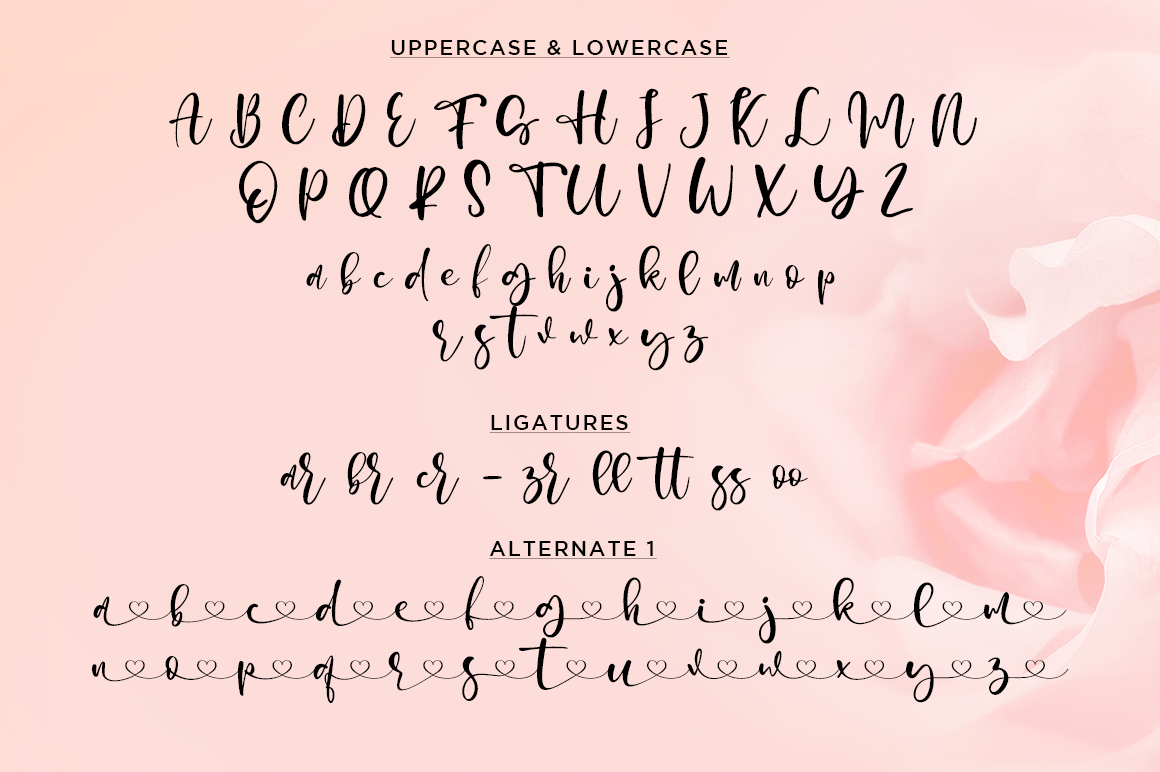 UPPERCASE & LOWERCASE
A B C D E F G H I J K L M N
O P Q R S T U V W X Y Z
a b c d e f g h i j k l m n o p
r s t v w x y z
LIGATURES
ar br cr - zr ll tt ss oo
ALTERNATE 1
a b c d e f g h i j k l m
n o p q r s t u v w x y z